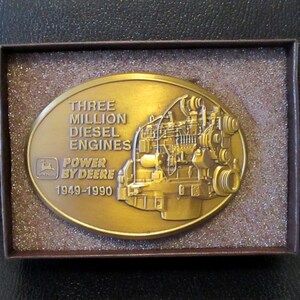 THREE
MILLION
DIESEL
ENGINES
POWER
BY DEERE
1949-1990